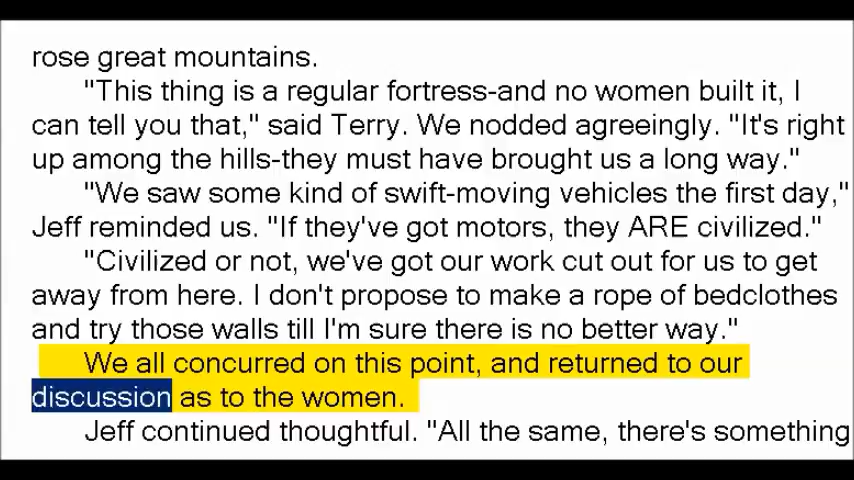 rose great mountains.
"This thing is a regular fortress-and no women built it, I
can tell you that," said Terry. We nodded agreeingly. "It's right
up among the hills-they must have brought us a long way."
"We saw some kind of swift-moving vehicles the first day,"
Jeff reminded us. "If they've got motors, they ARE civilized."
"Civilized or not, we've got our work cut out for us to get
away from here. I don't propose to make a rope of bedclothes
and try those walls till I'm sure there is no better way."
We all concurred on this point, and returned to our
discussion as to the women.
Jeff continued thoughtful. "All the same, there's something